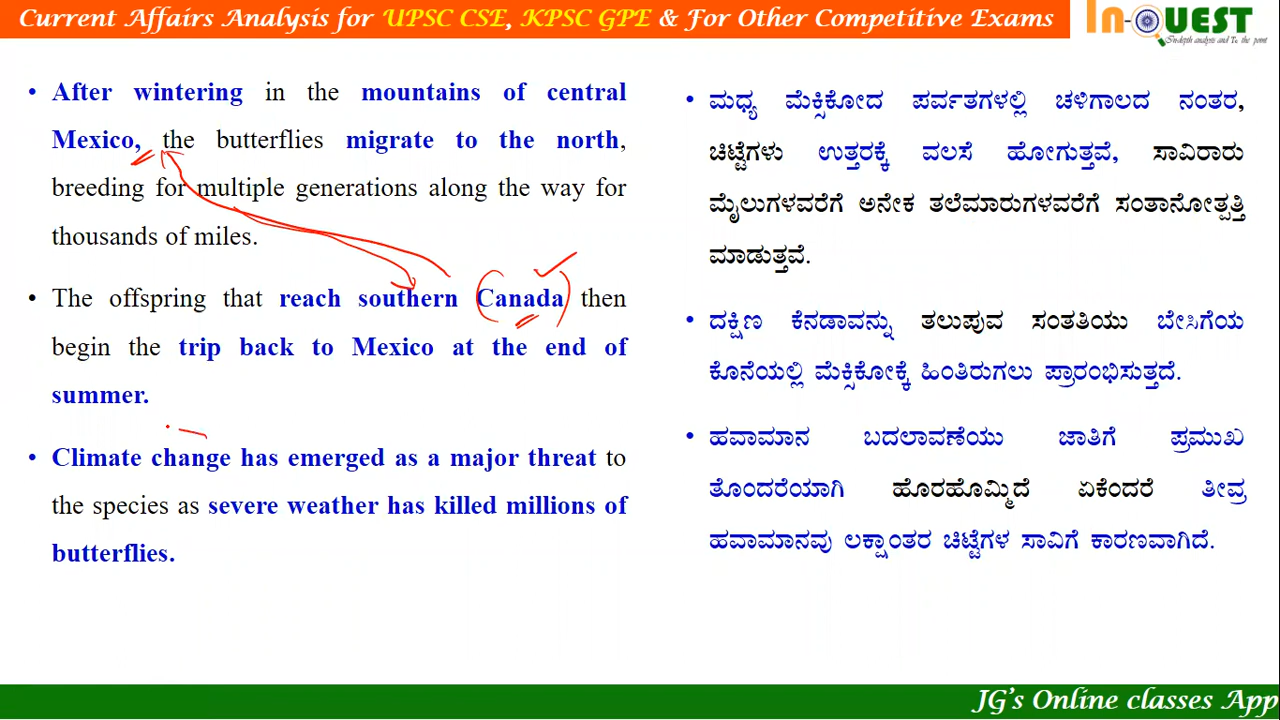 Current Affairs Analysis for UPSC CSE, KPSC GPE & For Other Competitive Exams
In-QUEST
In-depth analysis and To the point
• After wintering in the mountains of central
Mexico, the butterflies migrate to the north,
breeding for multiple generations along the way for
thousands of miles.
• The offspring that reach southern Canada then
begin the trip back to Mexico at the end of
summer.
• Climate change has emerged as a major threat to
the species as severe weather has killed millions of
butterflies.
• ಮಧ್ಯ ಮೆಕ್ಸಿಕೋದ ಪರ್ವತಗಳಲ್ಲಿ ಚಳಿಗಾಲದ ನಂತರ,
ಚಿಟ್ಟೆಗಳು ಉತ್ತರಕ್ಕೆ ವಲಸೆ ಹೋಗುತ್ತವೆ, ಸಾವಿರಾರು
ಮೈಲುಗಳವರೆಗೆ ಅನೇಕ ತಲೆಮಾರುಗಳವರೆಗೆ ಸಂತಾನೋತ್ಪತ್ತಿ
ಮಾಡುತ್ತವೆ.
• ದಕ್ಷಿಣ ಕೆನಡಾವನ್ನು ತಲುಪುವ ಸಂತತಿಯು ಬೇಸಿಗೆಯ
ಕೊನೆಯಲ್ಲಿ ಮೆಕ್ಸಿಕೋಕ್ಕೆ ಹಿಂತಿರುಗಲು ಪ್ರಾರಂಭಿಸುತ್ತದೆ.
• ಹವಾಮಾನ ಬದಲಾವಣೆಯು ಜಾತಿಗೆ ಪ್ರಮುಖ
ತೊಂದರೆಯಾಗಿ ಹೊರಹೊಮ್ಮಿದೆ ಏಕೆಂದರೆ ತೀವ್ರ
ಹವಾಮಾನವು ಲಕ್ಷಾಂತರ ಚಿಟ್ಟೆಗಳ ಸಾವಿಗೆ ಕಾರಣವಾಗಿದೆ.
JG's Online classes App